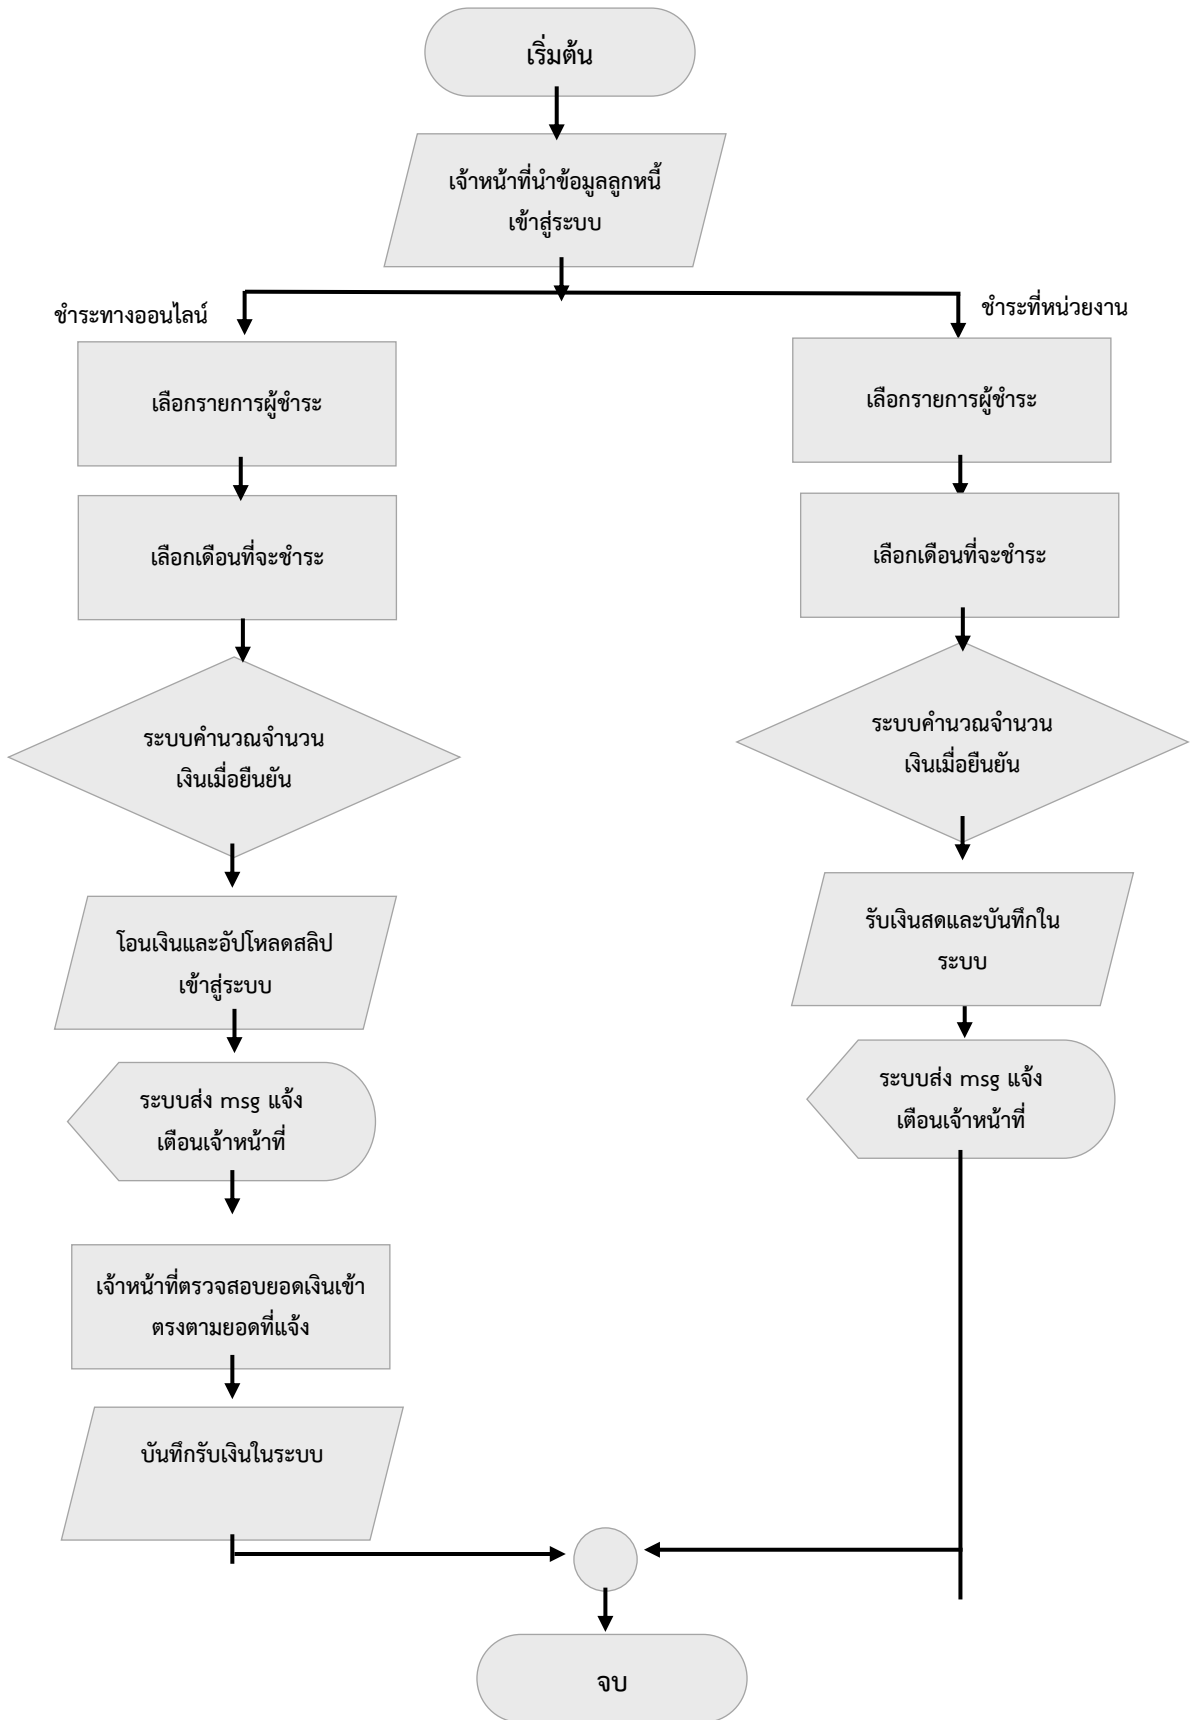 เริ่มต้น
เจ้าหน้าที่นำข้อมูลลูกหนี้
เข้าสู่ระบบ
ชำระทางออนไลน์
เลือกรายการผู้ชำระ
เลือกเดือนที่จะชำระ
ระบบคำนวณจำนวน
เงินเมื่อยืนยัน
โอนเงินและอัปโหลดสลิป
เข้าสู่ระบบ
ระบบส่ง msg แจ้ง
เตือนเจ้าหน้าที่
เจ้าหน้าที่ตรวจสอบยอดเงินเข้า
ตรงตามยอดที่แจ้ง
บันทึกรับเงินในระบบ
ชำระที่หน่วยงาน
เลือกรายการผู้ชำระ
เลือกเดือนที่จะชำระ
ระบบคำนวณจำนวน
เงินเมื่อยืนยัน
รับเงินสดและบันทึกใน
ระบบ
ระบบส่ง msg แจ้ง
เตือนเจ้าหน้าที่
จบ